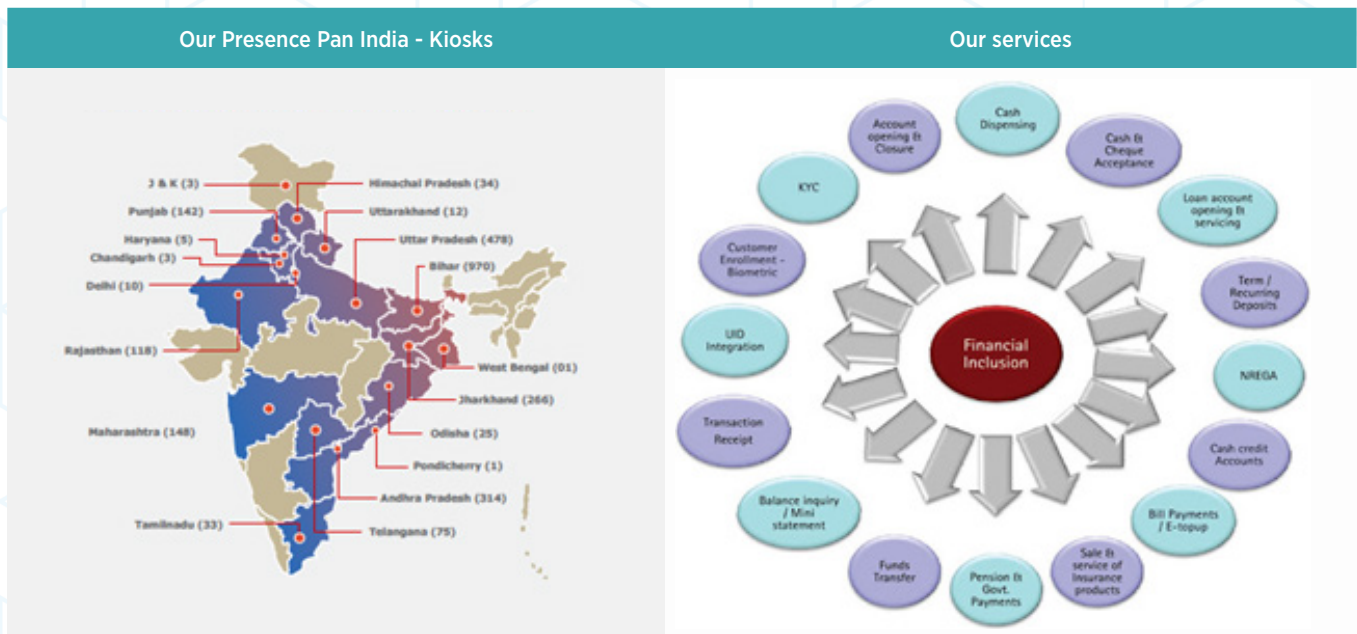 Our Presence Pan India - Kiosks
J & K (3)
Himachal Pradesh (34)
Punjab (142)
Uttarakhand (12)
Haryana (5)
Uttar Pradesh (478)
Chandigarh (3)
Bihar (970)
Delhi (10)
Rajasthan (118)
West Bengal (01)
Jharkhand (266)
Maharashtra (148)
Odisha (25)
Pondicherry (1)
Andhra Pradesh (314)
Tamilnadu (33)
Telangana (75)
Our services
Cash
Dispensing
Cash &
Cheque
Acceptance
Loan account
opening &
servicing
Term /
Recurring
Deposits
NREGA
Cash credit
Accounts
Bill Payments
/ E-topup
Sale &
service of
Insurance
products
Pension &
Govt.
Payments
Funds
Transfer
Balance inquiry
/ Mini
statement
Transaction
Receipt
UID
Integration
Customer
Enrollment -
Biometric
KYC
Account
opening &
Closure
Financial
Inclusion